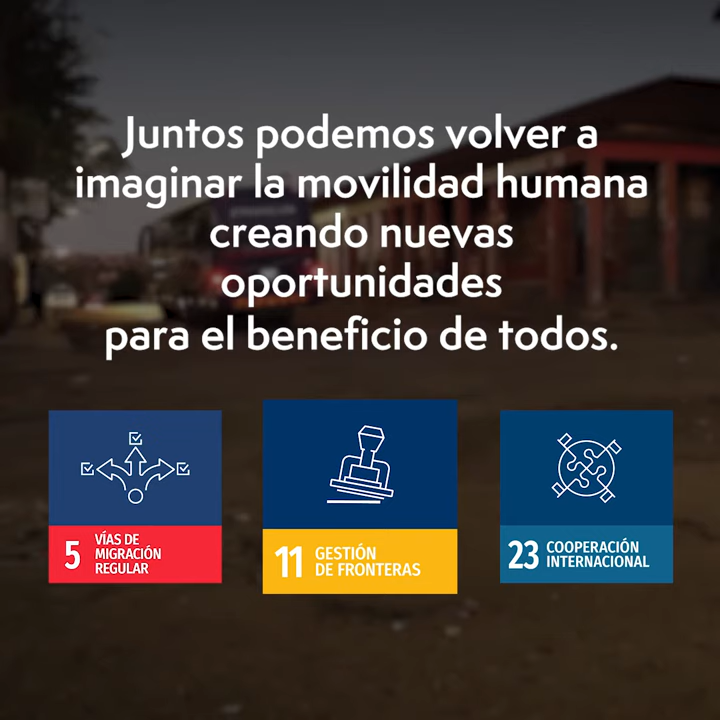 Juntos podemos volver a
imaginar la movilidad humana
creando nuevas
oportunidades
para el beneficio de todos.
5 VÍAS DE
MIGRACIÓN
REGULAR
11 GESTIÓN
DE FRONTERAS
23 COOPERACIÓN
INTERNACIONAL